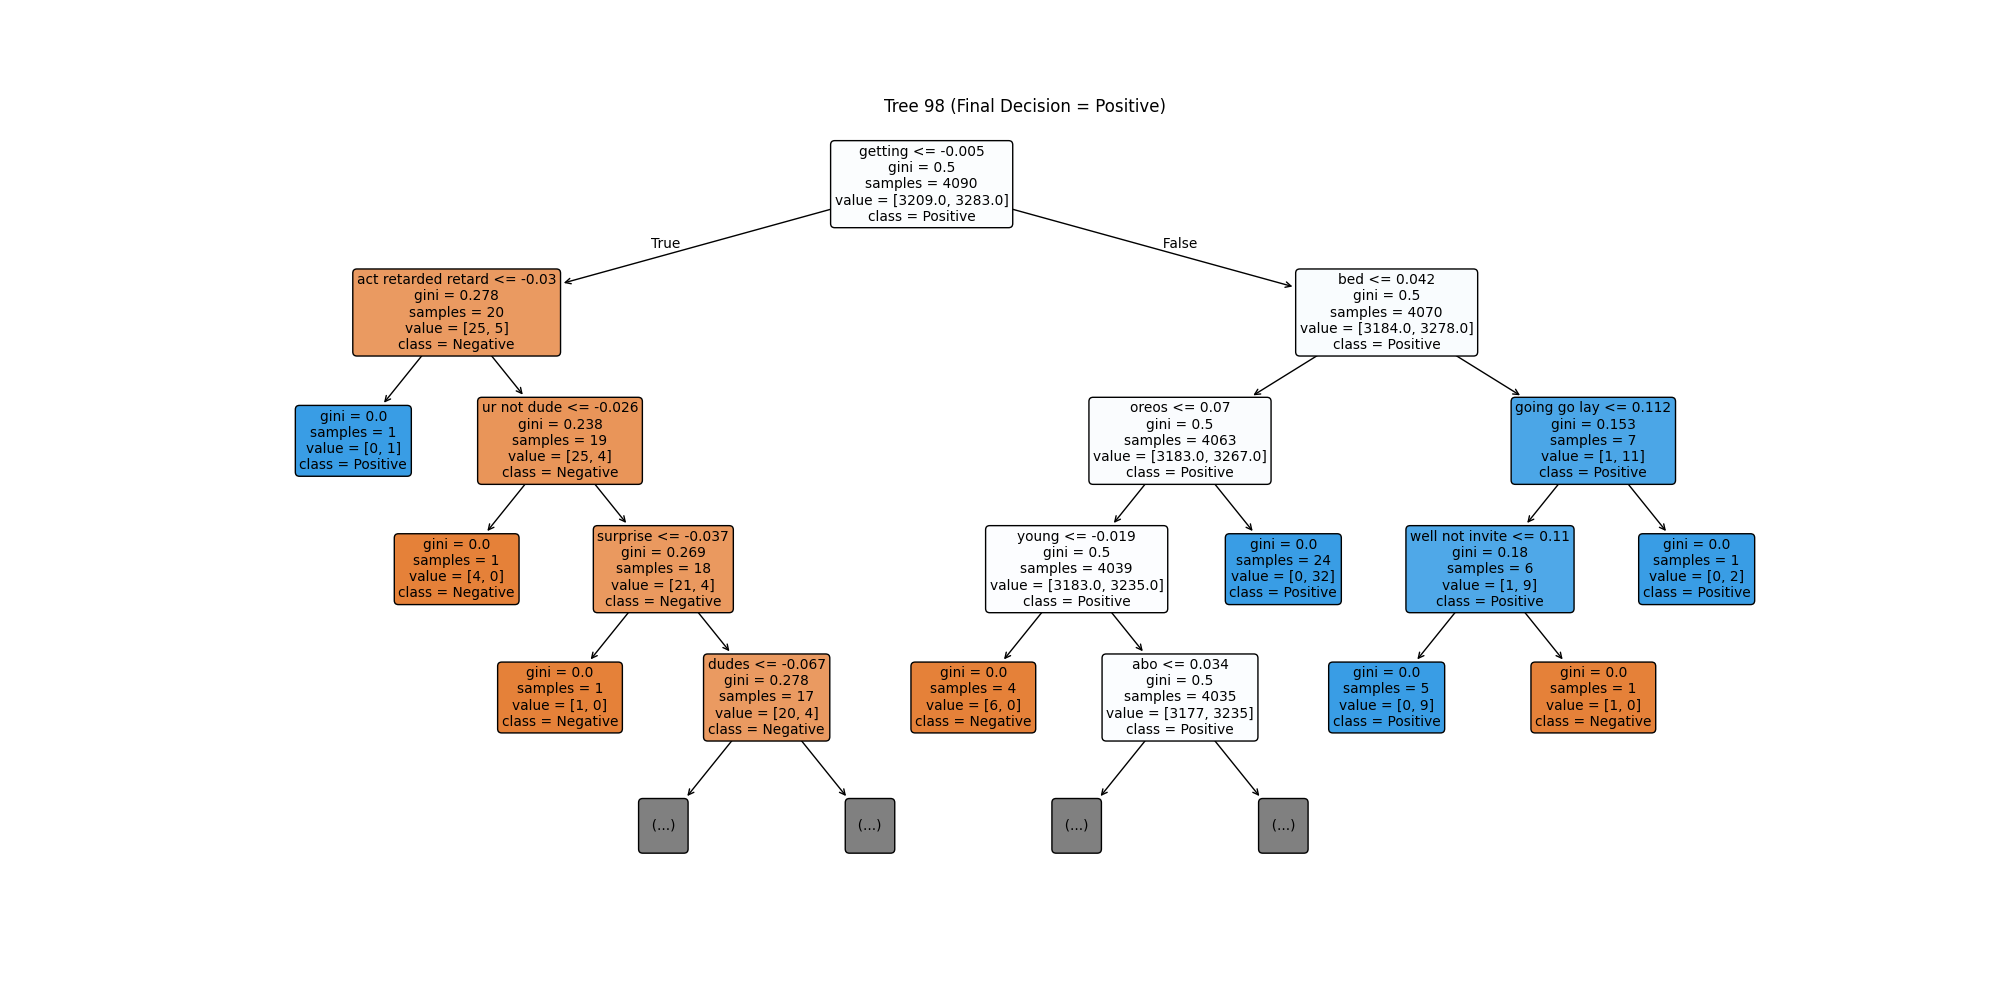 Tree 98 (Final Decision = Positive)
getting <= -0.005
gini = 0.5
samples = 4090
value = [3209.0, 3283.0]
class = Positive
True
False
act retarded retard <= -0.03
gini = 0.278
samples = 20
value = [25, 5]
class = Negative
bed <= 0.042
gini = 0.5
samples = 4070
value = [3184.0, 3278.0]
class = Positive
gini = 0.0
samples = 1
value = [0, 1]
class = Positive
ur not dude <= -0.026
gini = 0.238
samples = 19
value = [25, 4]
class = Negative
oreos <= 0.07
gini = 0.5
samples = 4063
value = [3183.0, 3267.0]
class = Positive
going go lay <= 0.112
gini = 0.153
samples = 7
value = [1, 11]
class = Positive
gini = 0.0
samples = 1
value = [4, 0]
class = Negative
surprise <= -0.037
gini = 0.269
samples = 18
value = [21, 4]
class = Negative
young <= -0.019
gini = 0.5
samples = 4039
value = [3183.0, 3235.0]
class = Positive
gini = 0.0
samples = 24
value = [0, 32]
class = Positive
well not invite <= 0.11
gini = 0.18
samples = 6
value = [1, 9]
class = Positive
gini = 0.0
samples = 1
value = [0, 2]
class = Positive
gini = 0.0
samples = 1
value = [1, 0]
class = Negative
dudes <= -0.067
gini = 0.278
samples = 17
value = [20, 4]
class = Negative
gini = 0.0
samples = 4
value = [6, 0]
class = Negative
abo <= 0.034
gini = 0.5
samples = 4035
value = [3177, 3235]
class = Positive
gini = 0.0
samples = 5
value = [0, 9]
class = Positive
gini = 0.0
samples = 1
value = [1, 0]
class = Negative
(...)
(...)
(...)
(...)